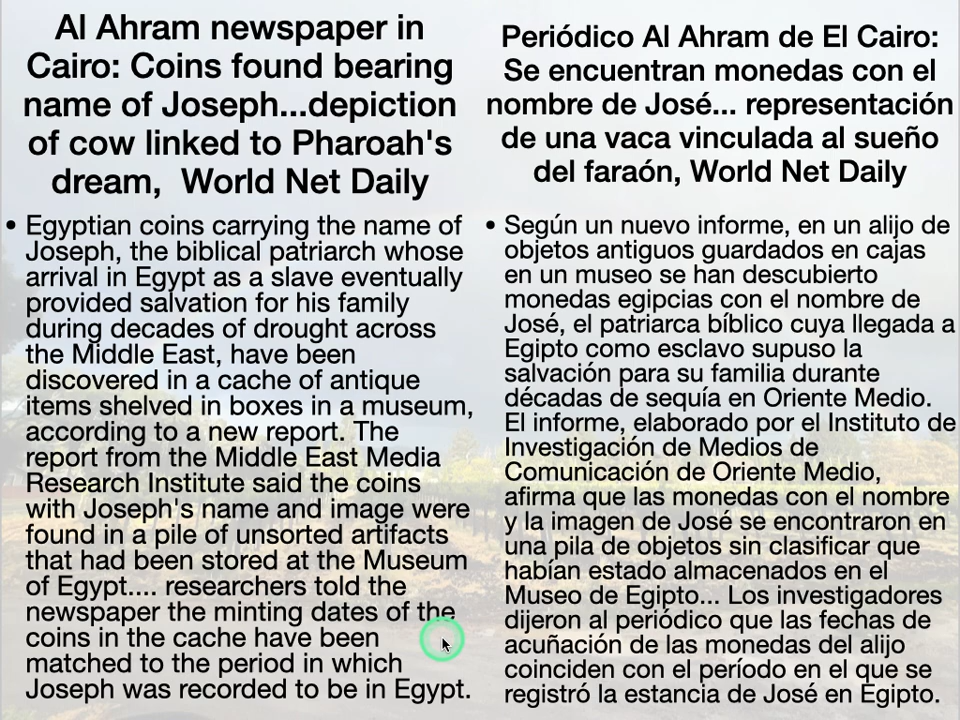 Al Ahram newspaper in
Cairo: Coins found bearing
name of Joseph...depiction
of cow linked to Pharoah's
dream,  World Net Daily
• Egyptian coins carrying the name of
Joseph, the biblical patriarch whose
arrival in Egypt as a slave eventually
provided salvation for his family
during decades of drought across
the Middle East, have been
discovered in a cache of antique
items shelved in boxes in a museum,
according to a new report. The
report from the Middle East Media
Research Institute said the coins
with Joseph's name and image were
found in a pile of unsorted artifacts
that had been stored at the Museum
of Egypt.... researchers told the
newspaper the minting dates of the
coins in the cache have been
matched to the period in which
Joseph was recorded to be in Egypt.
Periódico Al Ahram de El Cairo:
Se encuentran monedas con el
nombre de José... representación
de una vaca vinculada al sueño
del faraón, World Net Daily
• Según un nuevo informe, en un alijo de
objetos antiguos guardados en cajas
en un museo se han descubierto
monedas egipcias con el nombre de
José, el patriarca bíblico cuya llegada a
Egipto como esclavo supuso la
salvación para su familia durante
décadas de sequía en Oriente Medio.
El informe, elaborado por el Instituto de
Investigación de Medios de
Comunicación de Oriente Medio,
afirma que las monedas con el nombre
y la imagen de José se encontraron en
una pila de objetos sin clasificar que
habían estado almacenados en el
Museo de Egipto... Los investigadores
dijeron al periódico que las fechas de
acuñación de las monedas del alijo
coinciden con el período en el que se
registró la estancia de José en Egipto.